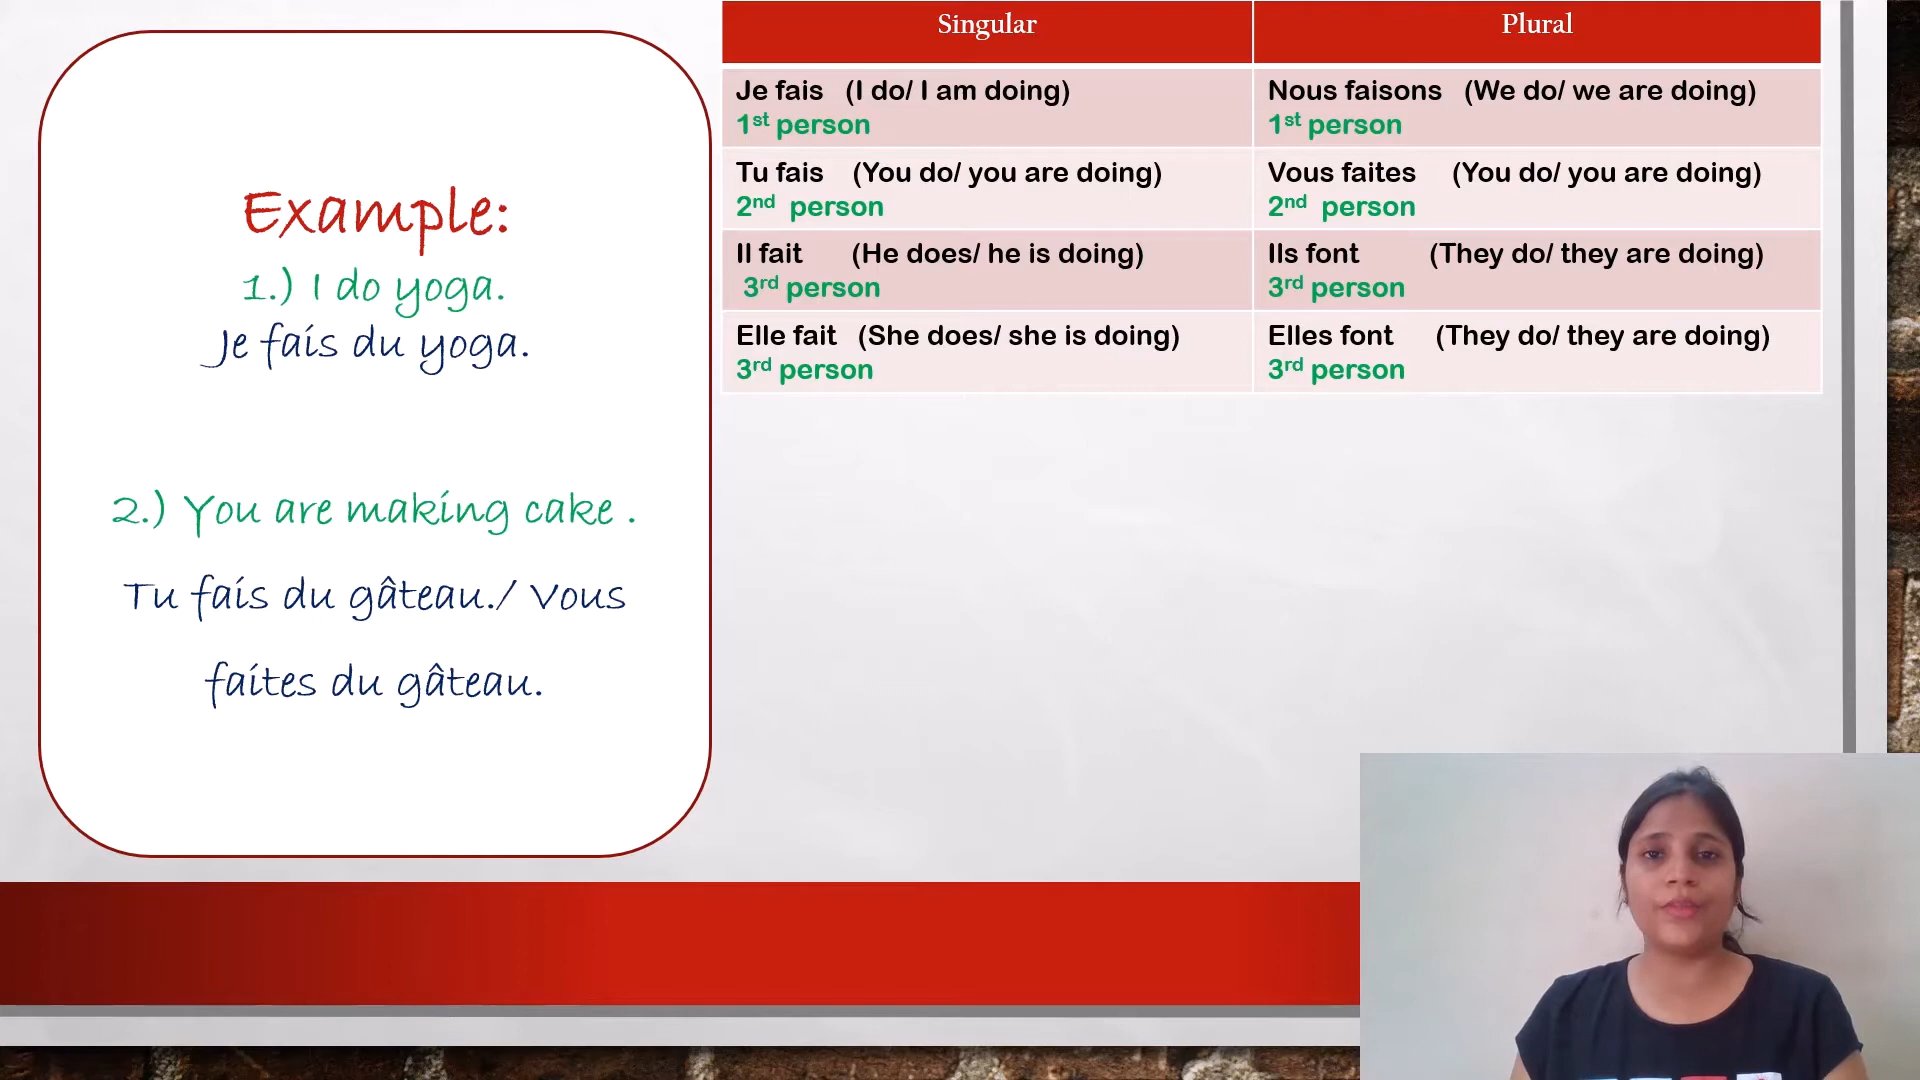 Example:
1.) I do yoga.
Je fais du yoga.
2.) You are making cake .
Tu fais du gâteau./ Vous
faites du gâteau.
Singular Plural
Je fais (I do/ I am doing)
1st person
Nous faisons (We do/ we are doing)
1st person
Tu fais (You do/ you are doing)
2nd person
Vous faites (You do/ you are doing)
2nd person
Il fait (He does/ he is doing)
3rd person
Ils font (They do/ they are doing)
3rd person
Elle fait (She does/ she is doing)
3rd person
Elles font (They do/ they are doing)
3rd person